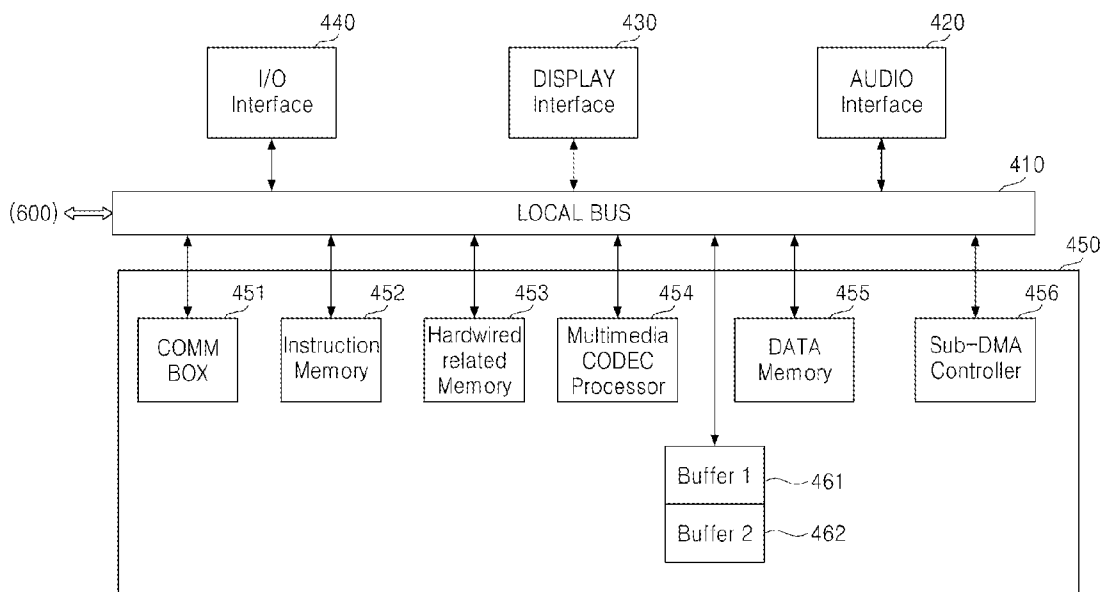 440
430
420
I/O
Interface
DISPLAY
Interface
AUDIO
Interface
410
(600)
LOCAL BUS
450
451
452
453
454
455
456
COMM
BOX
Instruction
Memory
Hardwired
related
Memory
Multimedia
CODEC
Processor
DATA
Memory
Sub-DMA
Controller
Buffer 1
461
Buffer 2
462